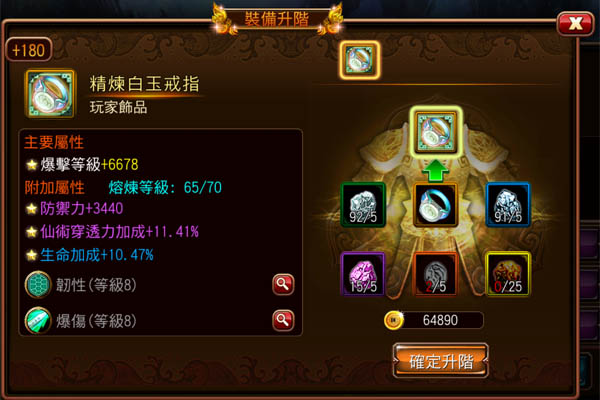 裝備升階
+180
精煉白玉戒指
玩家飾品
主要屬性
爆擊等級+6678
附加屬性 熔煉等級: 65/70
防禦力+3440
仙術穿透力加成+11.41%
生命加成+10.47%
韌性(等級8)
爆傷(等級8)
92/5
91/5
15/5
2/5
0/25
64890
確定升階